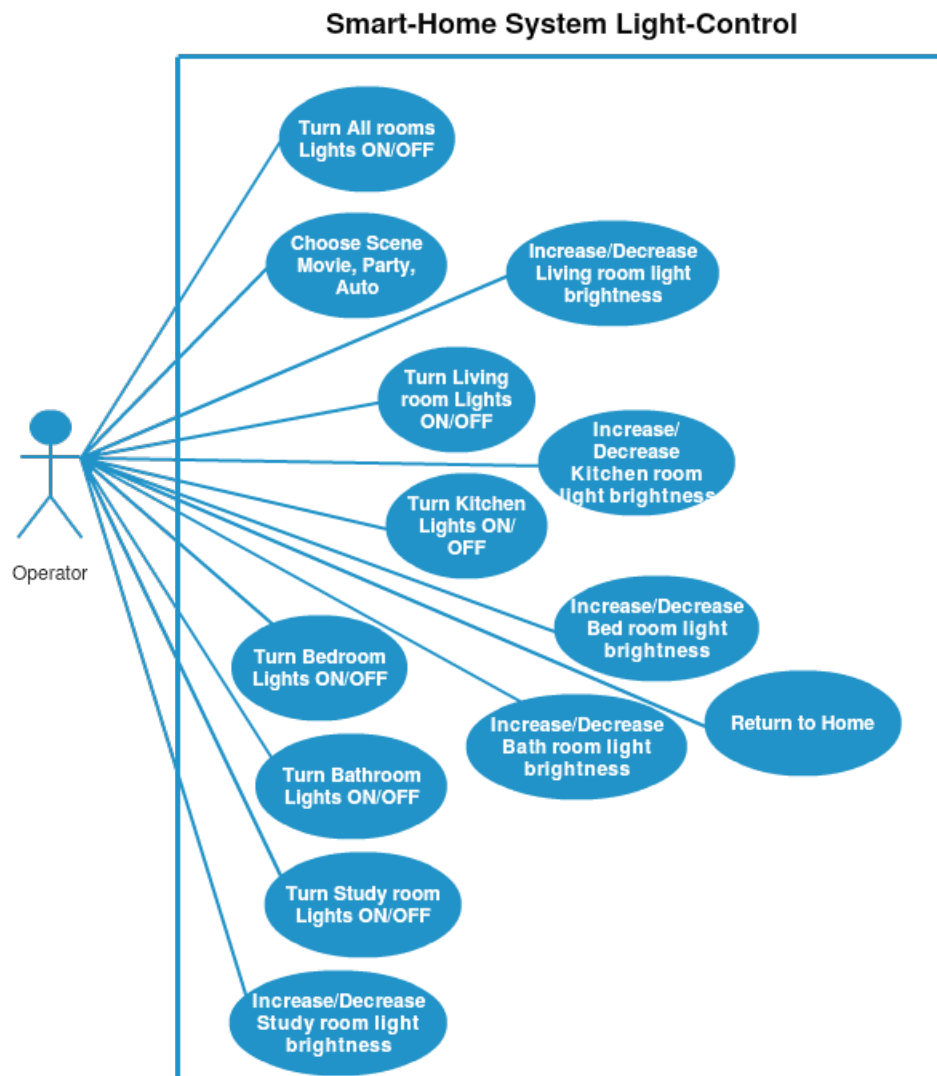 Smart-Home System Light-Control
Turn All rooms
Lights ON/OFF
Choose Scene
Movie, Party,
Auto
Increase/Decrease
Living room light
brightness
Turn Living
room Lights
ON/OFF
Increase/
Decrease
Kitchen room
light brightness
Turn Kitchen
Lights ON/
OFF
Operator
Increase/Decrease
Bed room light
brightness
Turn Bedroom
Lights ON/OFF
Return to Home
Increase/Decrease
Bath room light
brightness
Turn Bathroom
Lights ON/OFF
Turn Study room
Lights ON/OFF
Increase/Decrease
Study room light
brightness